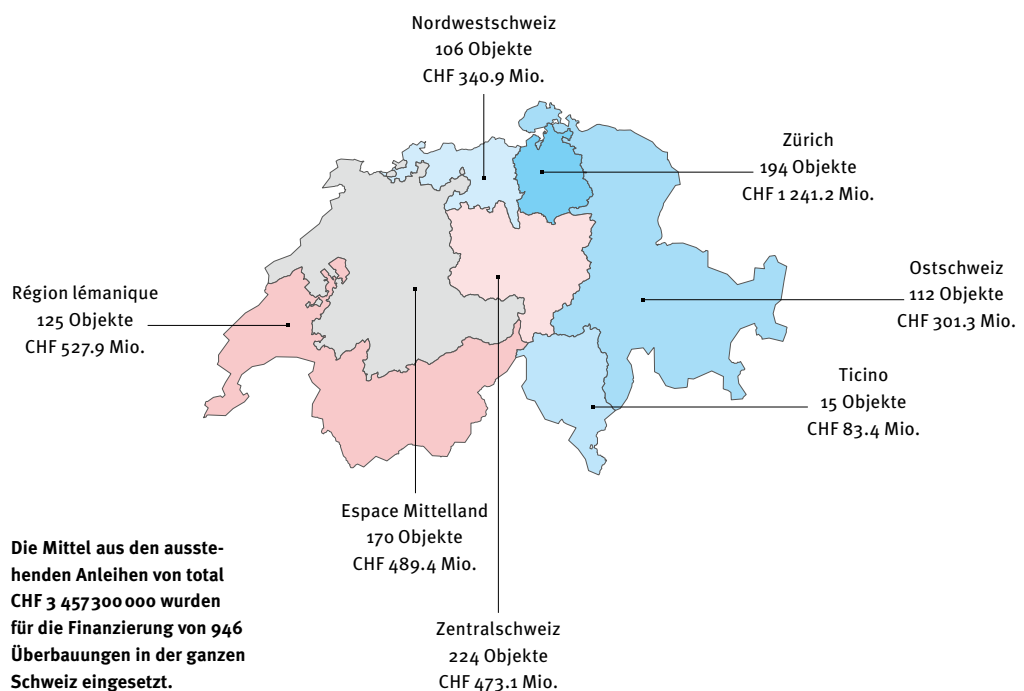 Nordwestschweiz
106 Objekte
CHF 340.9 Mio.
Zürich
194 Objekte
CHF 1 241.2 Mio.
Ostschweiz
112 Objekte
CHF 301.3 Mio.
Région lémanique
125 Objekte
CHF 527.9 Mio.
Ticino
15 Objekte
CHF 83.4 Mio.
Espace Mittelland
170 Objekte
CHF 489.4 Mio.
Zentralschweiz
224 Objekte
CHF 473.1 Mio.
Die Mittel aus den ausste-
henden Anleihen von total
CHF 3 457 300 000 wurden
für die Finanzierung von 946
Überbauungen in der ganzen
Schweiz eingesetzt.